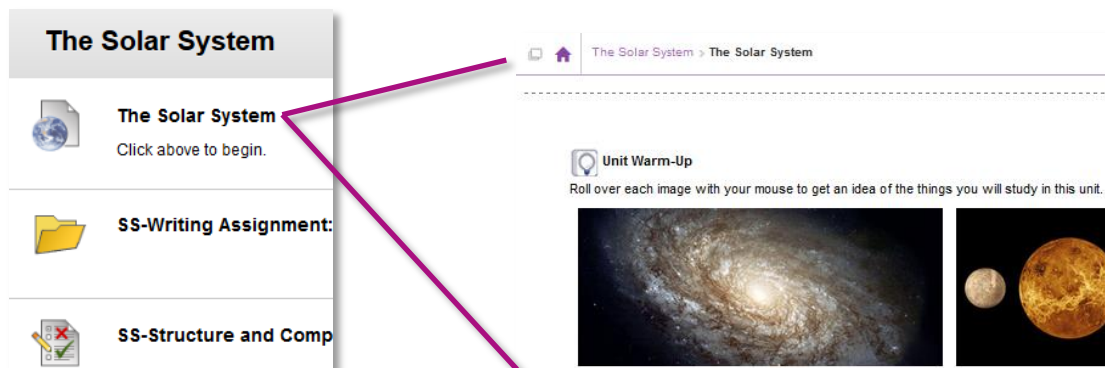 The Solar System
The Solar System
Click above to begin.
SS-Writing Assignment:
SS-Structure and Comp
The Solar System > The Solar System
Unit Warm-Up
Roll over each image with your mouse to get an idea of the things you will study in this unit.